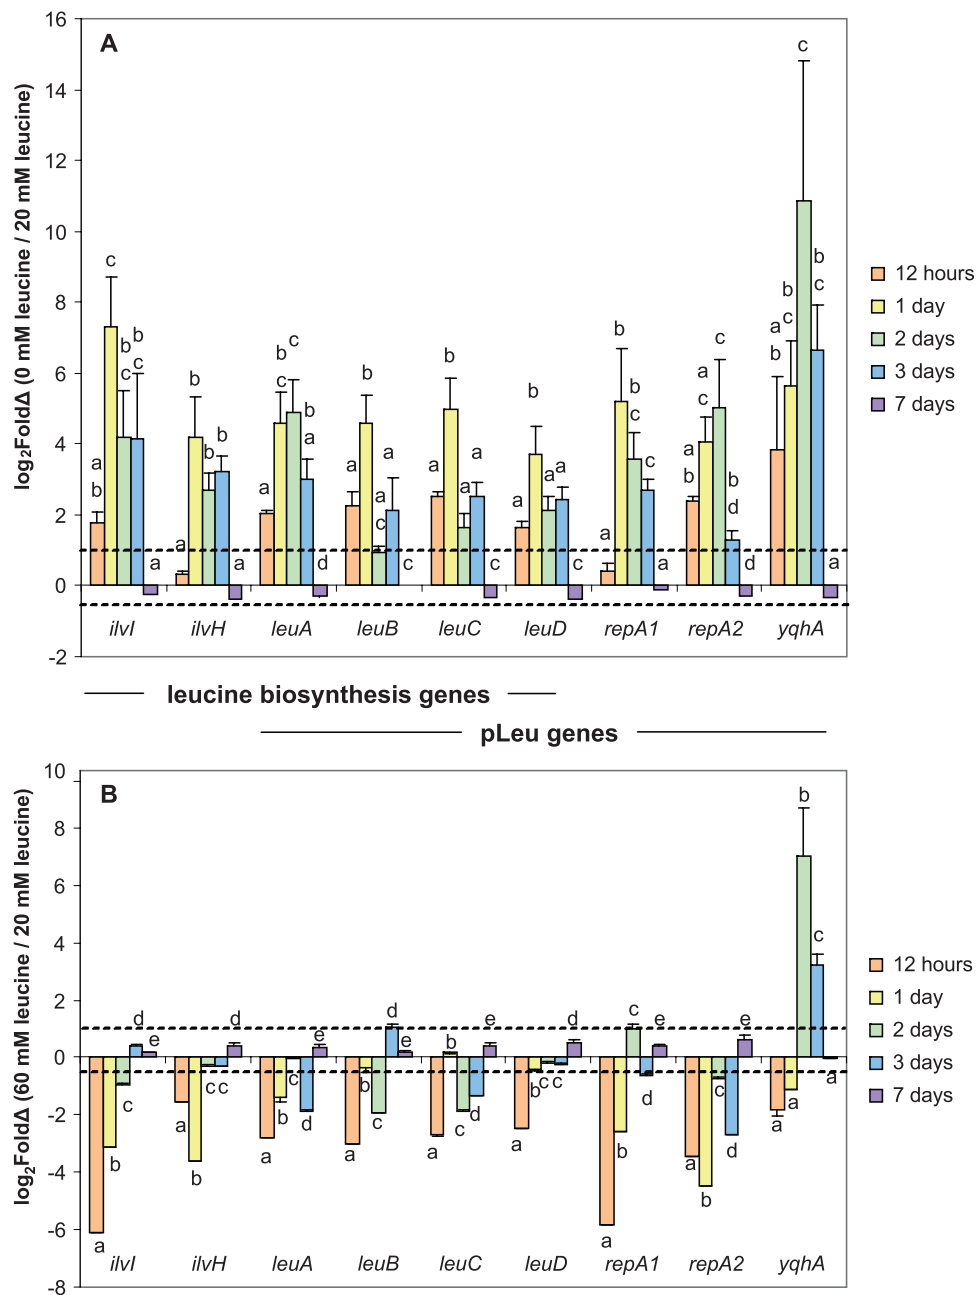 A
log₂FoldΔ (0 mM leucine / 20 mM leucine)
16
14
12
10
8
6
4
2
0
-2
c
c
b
c
b
b
a
b
c
b
c
a
b
b
b
a
a
b
c
c
b
a
a
d
b
a
a
c
c
b
a
a
a
c
b
a
a
a
c
b
b
c
c
a
a
a
c
a
b
b
d
d
a
b
b
c
b
c
a
ilvI ilvH leuA leuB leuC leuD repA1 repA2 yqhA
12 hours
1 day
2 days
3 days
7 days
leucine biosynthesis genes
pLeu genes
B
log₂FoldΔ (60 mM leucine / 20 mM leucine)
10
8
6
4
2
0
-2
-4
-6
-8
a
b
c
d
e
a
b
c c
d
a
b
c
d
e
a
b
c
d
e
a
b
c
d
e
a
b
c c
d
a
b
c
d
e
a
b
c
d
e
a
a
b
c
a
ilvI ilvH leuA leuB leuC leuD repA1 repA2 yqhA
12 hours
1 day
2 days
3 days
7 days